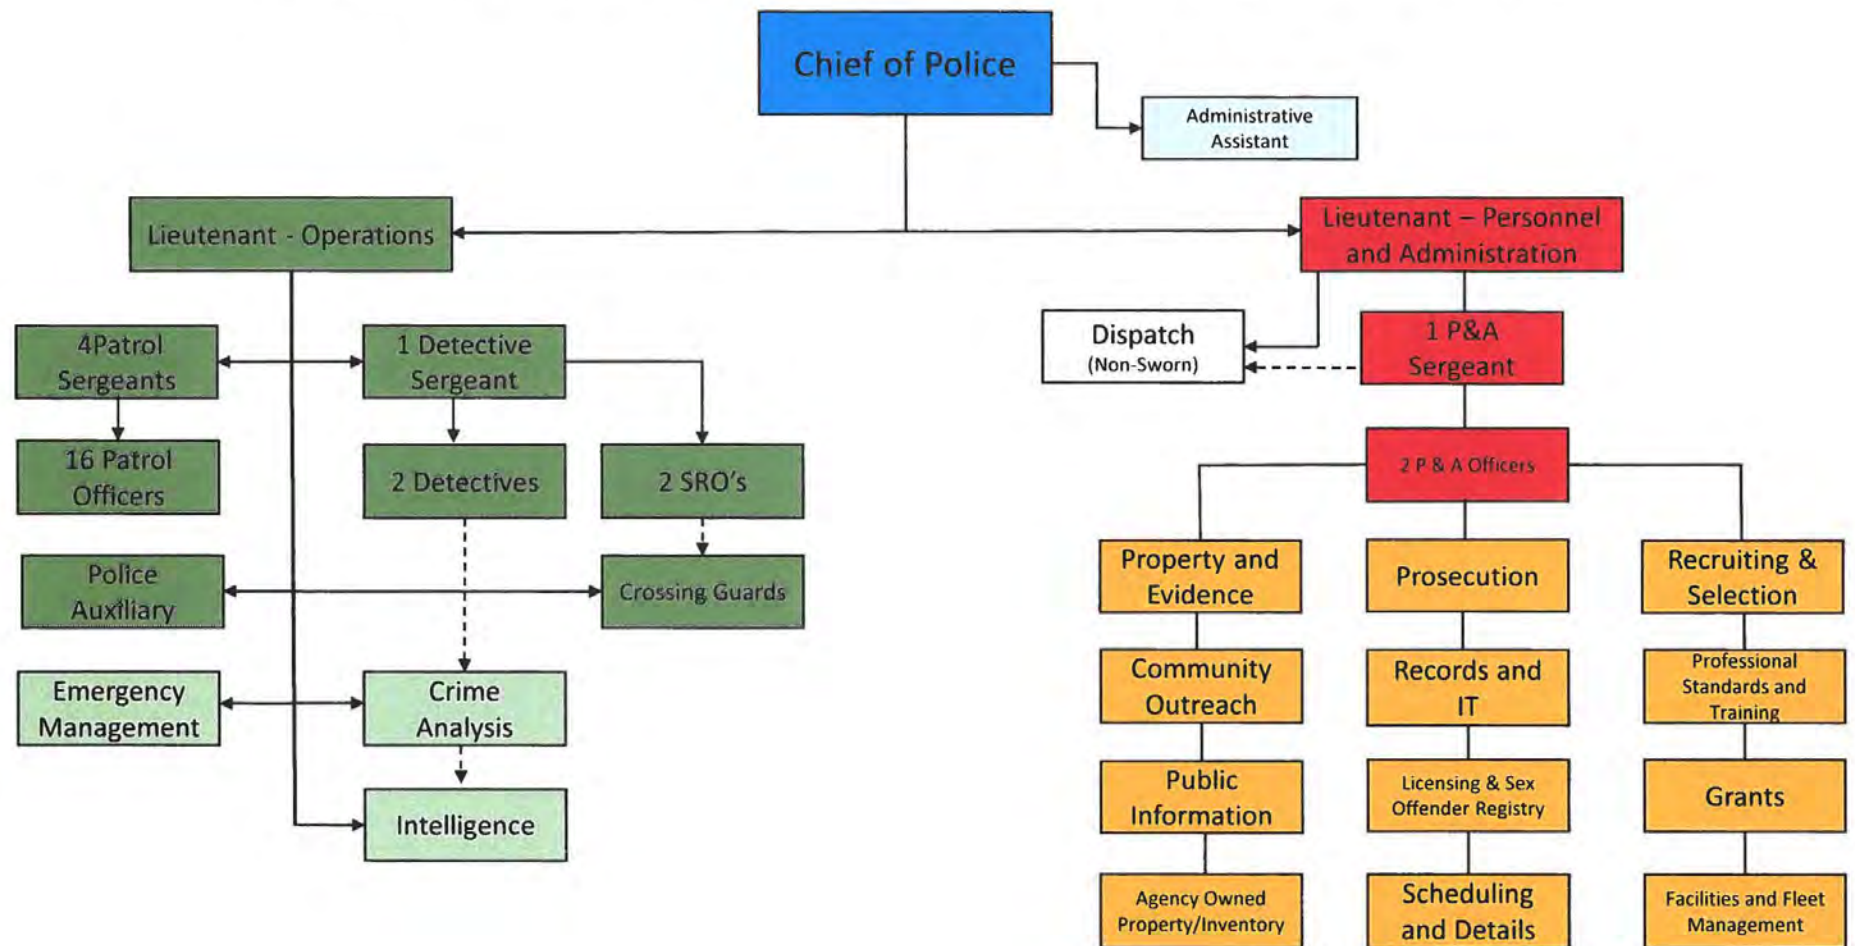 Chief of Police
Administrative
Assistant
Lieutenant - Operations
Lieutenant – Personnel
and Administration
4Patrol
Sergeants
1 Detective
Sergeant
Dispatch
(Non-Sworn)
1 P&A
Sergeant
16 Patrol
Officers
2 Detectives
2 SRO's
2 P & A Officers
Police
Auxiliary
Crossing Guards
Property and
Evidence
Prosecution
Recruiting &
Selection
Emergency
Management
Crime
Analysis
Community
Outreach
Records and
IT
Professional
Standards and
Training
Intelligence
Public
Information
Licensing & Sex
Offender Registry
Grants
Agency Owned
Property/Inventory
Scheduling
and Details
Facilities and Fleet
Management